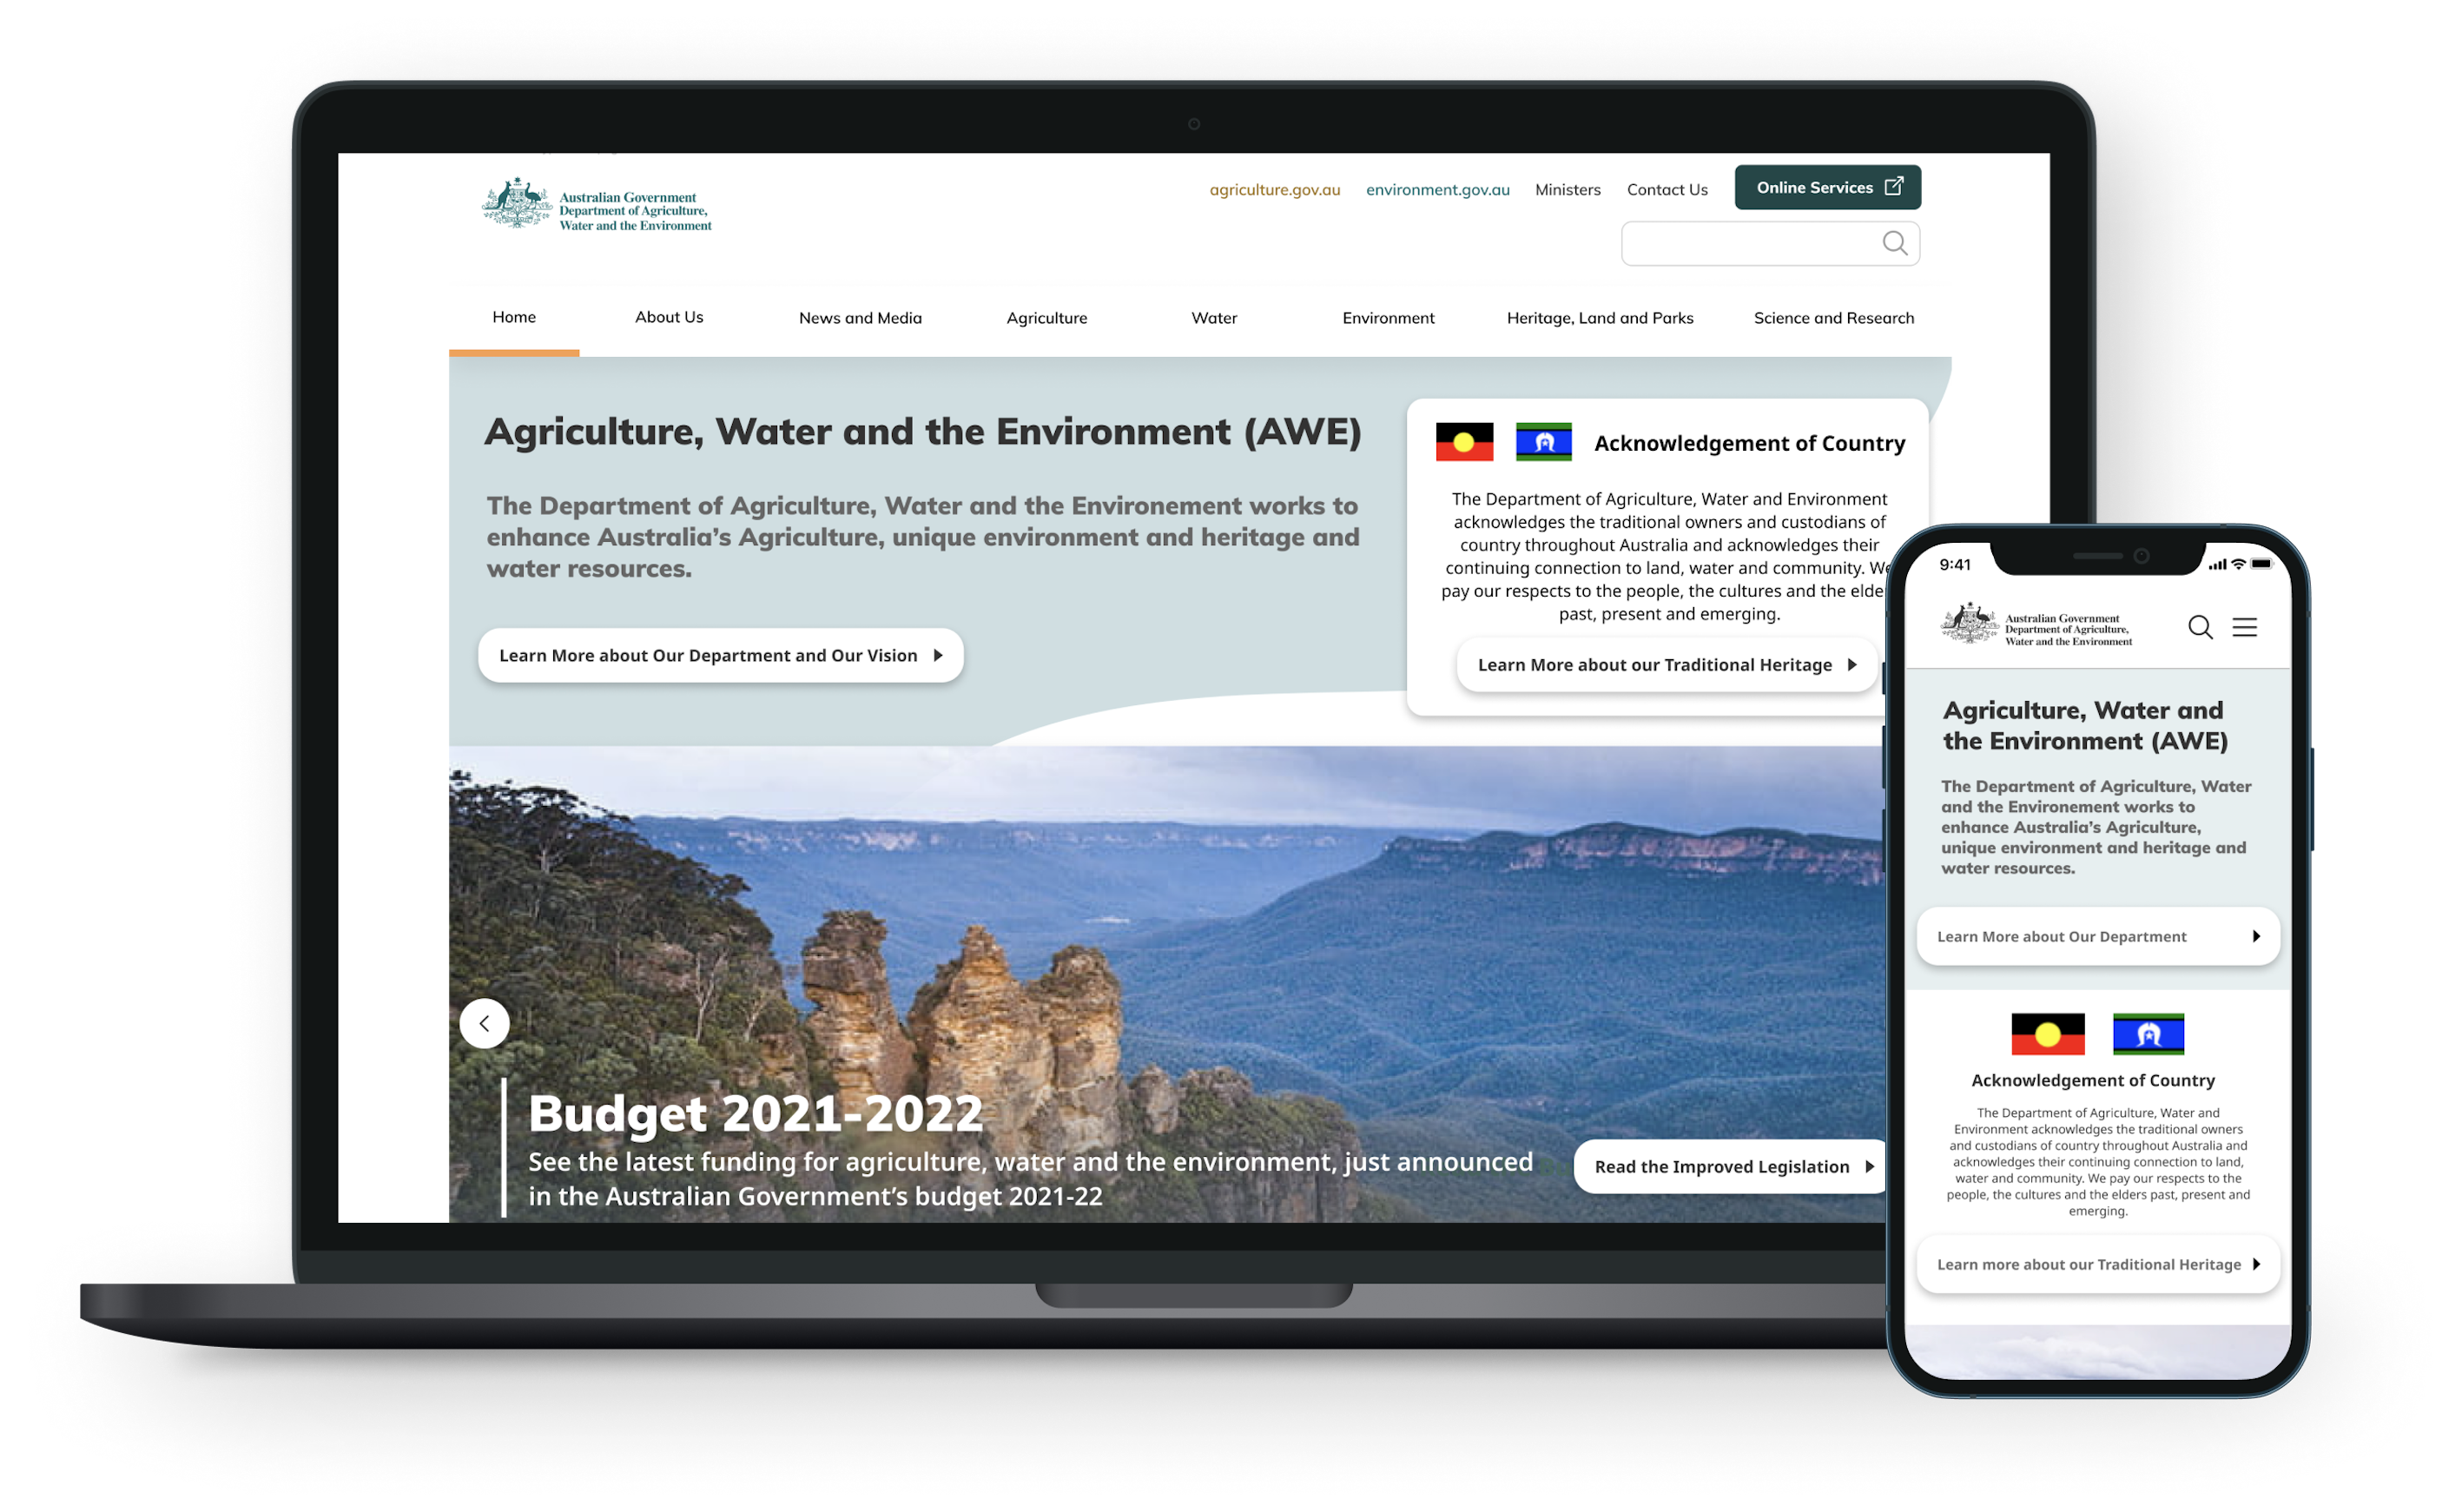 Australian Government
Department of Agriculture,
Water and the Environment
agriculture.gov.au
environment.gov.au
Ministers
Contact Us
Online Services
Home
About Us
News and Media
Agriculture
Water
Environment
Heritage, Land and Parks
Science and Research
Agriculture, Water and the Environment (AWE)
The Department of Agriculture, Water and the Environement works to
enhance Australia's Agriculture, unique environment and heritage and
water resources.
Learn More about Our Department and Our Vision
Acknowledgement of Country
The Department of Agriculture, Water and Environment
acknowledges the traditional owners and custodians of
country throughout Australia and acknowledges their
continuing connection to land, water and community. We
pay our respects to the people, the cultures and the
past, present and emerging.
Learn More about our Traditional Heritage
Budget 2021-2022
See the latest funding for agriculture, water and the environment, just announced
in the Australian Government's budget 2021-22
Read the Improved Legislation
9:41
Australian Government
Department of Agriculture,
Water and the Environment
Agriculture, Water and
the Environment (AWE)
The Department of Agriculture, Water
and the Environement works to
enhance Australia's Agriculture,
unique environment and heritage and
water resources.
Learn More about Our Department
Acknowledgement of Country
The Department of Agriculture, Water and
Environment acknowledges the traditional owners
and custodians of country throughout Australia and
acknowledges their continuing connection to land,
water and community. We pay our respects to the
people, the cultures and the elders past, present and
emerging.
Learn more about our Traditional Heritage